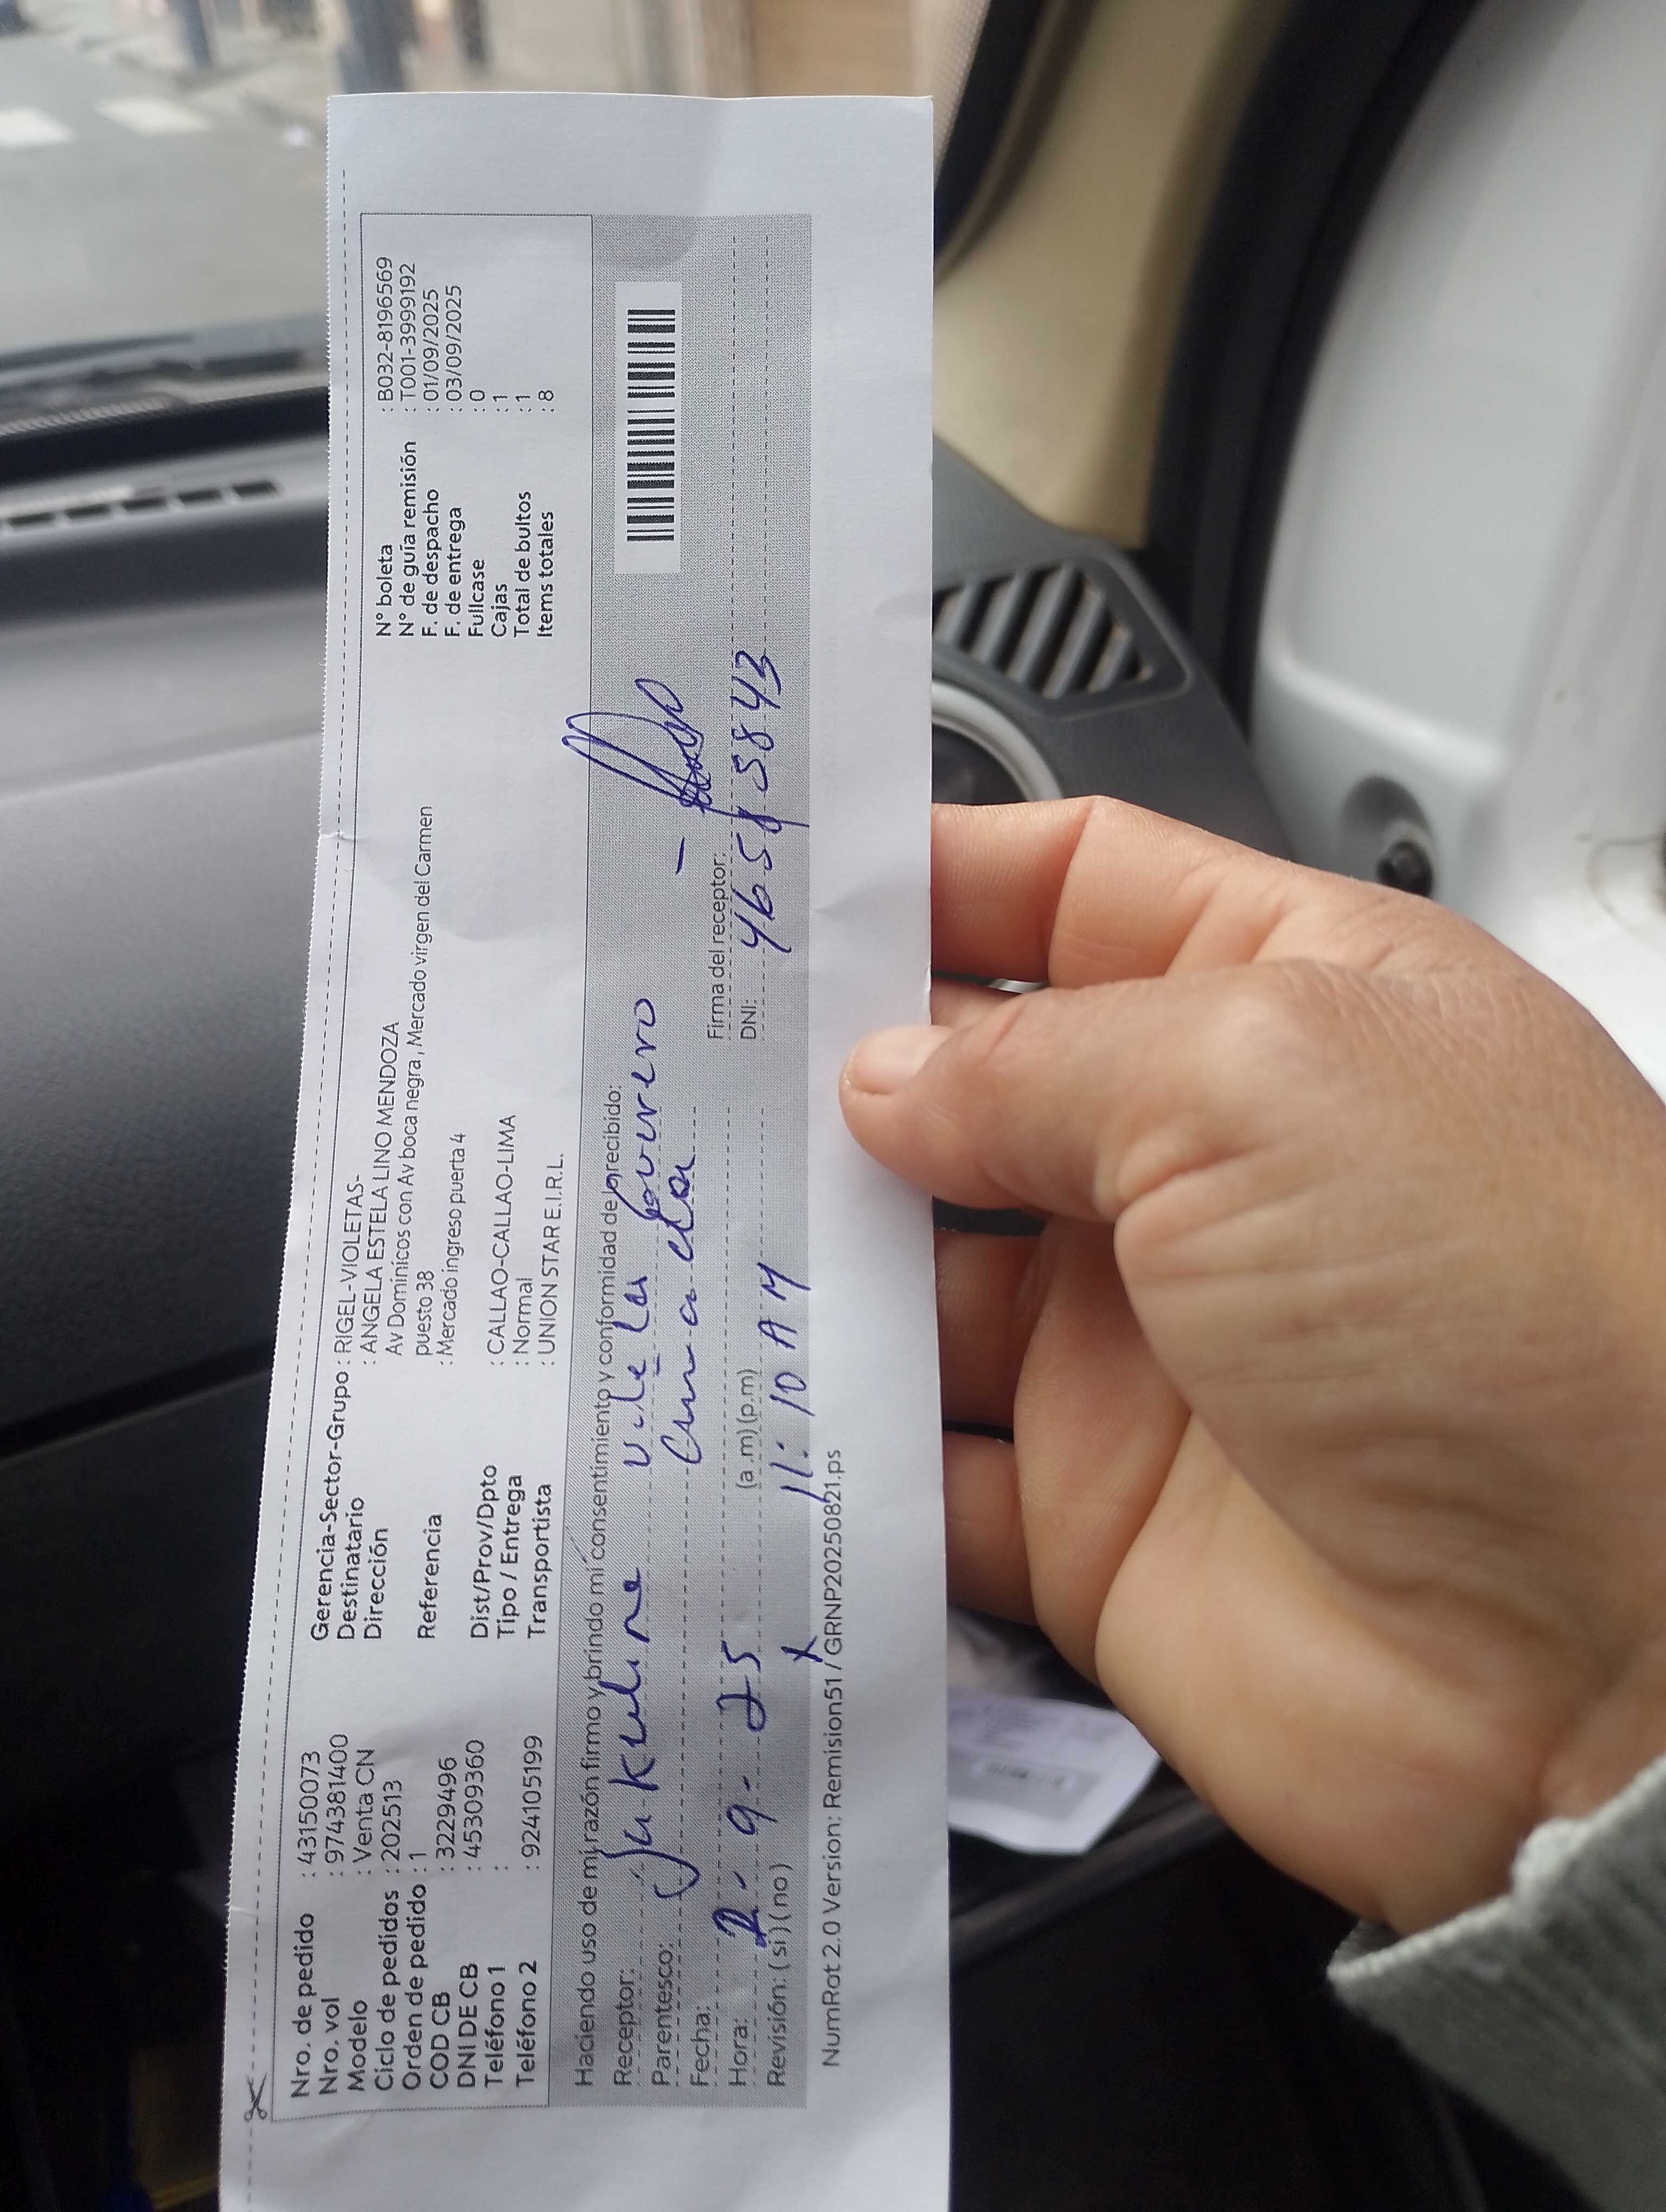 Nro. de pedido : 43150073
Nro. vol : 974381400
Modelo : Venta CN
Ciclo de pedidos : 202513
Orden de pedido : 1
COD CB : 3229496
DNI DE CB : 45309360
Teléfono 1 :
Teléfono 2 : 924105199
Gerencia-Sector-Grupo : RIGEL-VIOLETAS-
Destinatario : ANGELA ESTELA LINO MENDOZA
Dirección Av Dominicos con Av boca negra, Mercado virgen del Carmen
puesto 38
Referencia : Mercado ingreso puerta 4
Dist/Prov/Dpto : CALLAO-CALLAO-LIMA
Tipo / Entrega : Normal
Transportista : UNION STAR E.I.R.L.
N° boleta : B032-8196569
N° de guía remisión : T001-3999192
F. de despacho : 01/09/2025
F. de entrega : 03/09/2025
Fullcase : 0
Cajas : 1
Total de bultos : 1
Items totales : 8
Haciendo uso de mi razón firmo y brindo mi consentimiento y conformidad de lo recibido:
Receptor:
Parentesco:
Fecha: 9-25
Hora: (a.m)(p.m) 11:10 AM
Revisión: (si) (no) X
Firma del receptor:
DNI:
NumRot 2.0 Version: Remision51 / GRNP20250821.ps